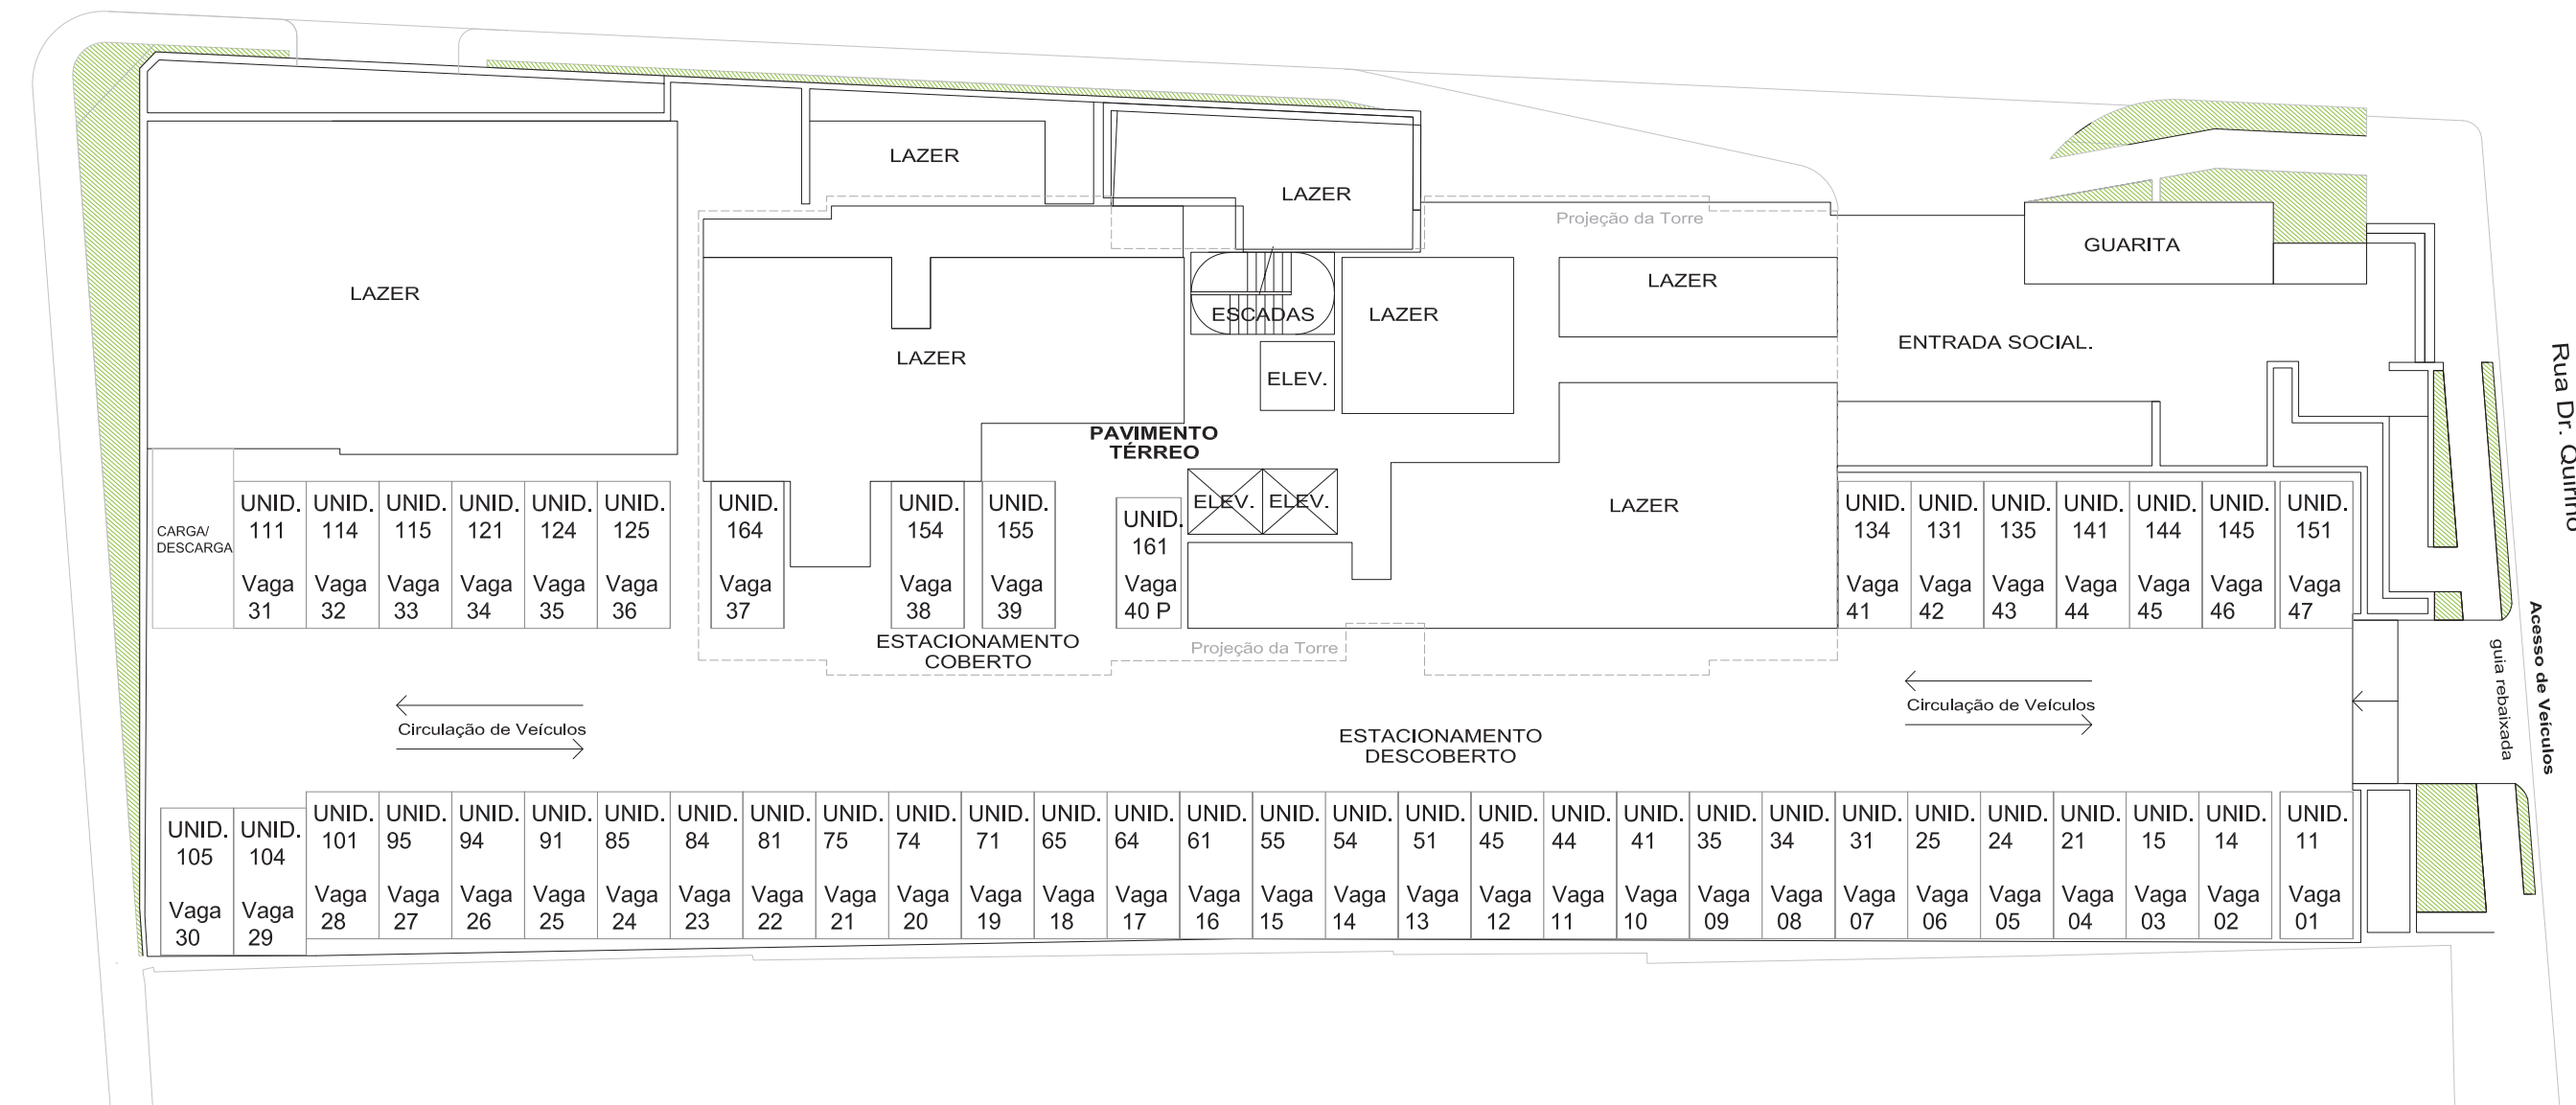 LAZER
LAZER
Projeção da Torre
GUARITA
LAZER
LAZER
LAZER
ESCADAS
LAZER
ENTRADA SOCIAL.
LAZER
ELEV.
Rua Dr. Quirino
PAVIMENTO
TÉRREO
ELEV.
ELEV.
LAZER
CARGA/
DESCARGA
UNID.
111
Vaga
31
UNID.
114
Vaga
32
UNID.
115
Vaga
33
UNID.
121
Vaga
34
UNID.
124
Vaga
35
UNID.
125
Vaga
36
UNID.
164
Vaga
37
UNID.
154
Vaga
38
UNID.
155
Vaga
39
UNID.
161
Vaga
40 P
UNID.
134
Vaga
41
UNID.
131
Vaga
42
UNID.
135
Vaga
43
UNID.
141
Vaga
44
UNID.
144
Vaga
45
UNID.
145
Vaga
46
UNID.
151
Vaga
47
ESTACIONAMENTO
COBERTO
Projeção da Torre
Acesso de Veículos
guia rebaixada
Circulação de Veículos
Circulação de Veículos
ESTACIONAMENTO
DESCOBERTO
UNID.
105
Vaga
30
UNID.
104
Vaga
29
UNID.
101
Vaga
28
UNID.
95
Vaga
27
UNID.
94
Vaga
26
UNID.
91
Vaga
25
UNID.
85
Vaga
24
UNID.
84
Vaga
23
UNID.
81
Vaga
22
UNID.
75
Vaga
21
UNID.
74
Vaga
20
UNID.
71
Vaga
19
UNID.
65
Vaga
18
UNID.
64
Vaga
17
UNID.
61
Vaga
16
UNID.
55
Vaga
15
UNID.
54
Vaga
14
UNID.
51
Vaga
13
UNID.
45
Vaga
12
UNID.
44
Vaga
11
UNID.
41
Vaga
10
UNID.
35
Vaga
09
UNID.
34
Vaga
08
UNID.
31
Vaga
07
UNID.
25
Vaga
06
UNID.
24
Vaga
05
UNID.
21
Vaga
04
UNID.
15
Vaga
03
UNID.
14
Vaga
02
UNID.
11
Vaga
01